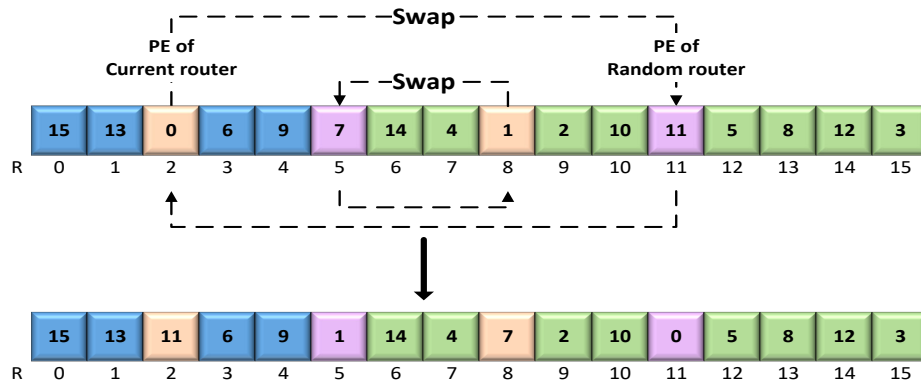 Swap
PE of
Current router
PE of
Random router
Swap
15 13 0 6 9 7 14 4 1 2 10 11 5 8 12 3
R 0 1 2 3 4 5 6 7 8 9 10 11 12 13 14 15
15 13 11 6 9 1 14 4 7 2 10 0 5 8 12 3
R 0 1 2 3 4 5 6 7 8 9 10 11 12 13 14 15